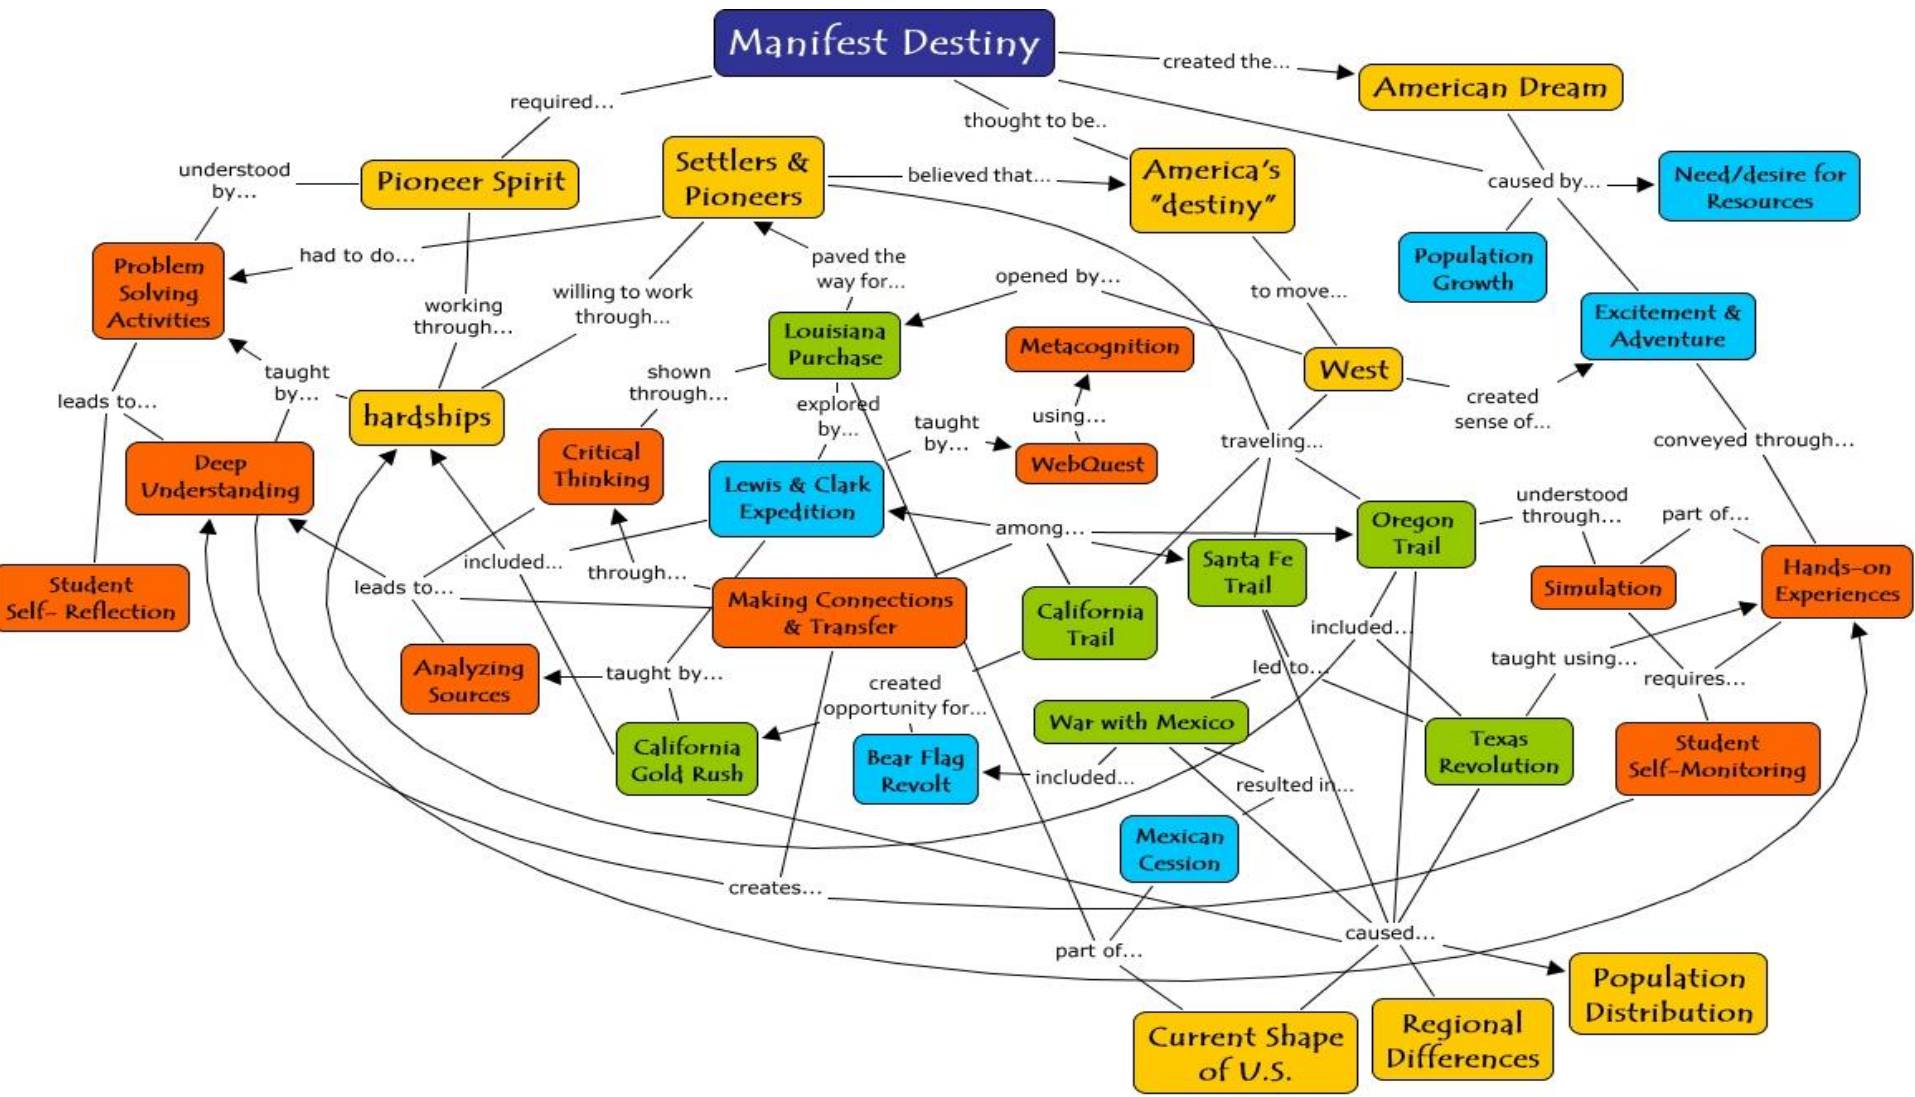 Manifest Destiny
created the...
American Dream
required...
thought to be..
understood
by...
Pioneer Spirit
Settlers &
Pioneers
believed that...
America's
"destiny"
caused by...
Need/desire for
Resources
Population
Growth
had to do...
Problem
Solving
Activities
working
through...
willing to work
through...
paved the
way for...
opened by...
to move...
Excitement &
Adventure
Louisiana
Purchase
Metacognition
West
taught
by...
shown
through...
leads to...
hardships
explored
by...
taught
by...
using...
created
sense of...
traveling...
conveyed through...
Deep
Understanding
Critical
Thinking
WebQuest
Lewis & Clark
Expedition
among...
Oregon
Trail
understood
through...
part of...
included...
through...
Santa Fe
Trail
Simulation
Hands-on
Experiences
Student
Self- Reflection
leads to...
Making Connections
& Transfer
California
Trail
included...
Analyzing
Sources
taught by...
created
opportunity for...
led to...
taught using...
requires...
War with Mexico
California
Gold Rush
Bear Flag
Revolt
included...
resulted in...
Texas
Revolution
Student
Self-Monitoring
Mexican
Cession
creates...
part of...
caused...
Population
Distribution
Current Shape
of U.S.
Regional
Differences